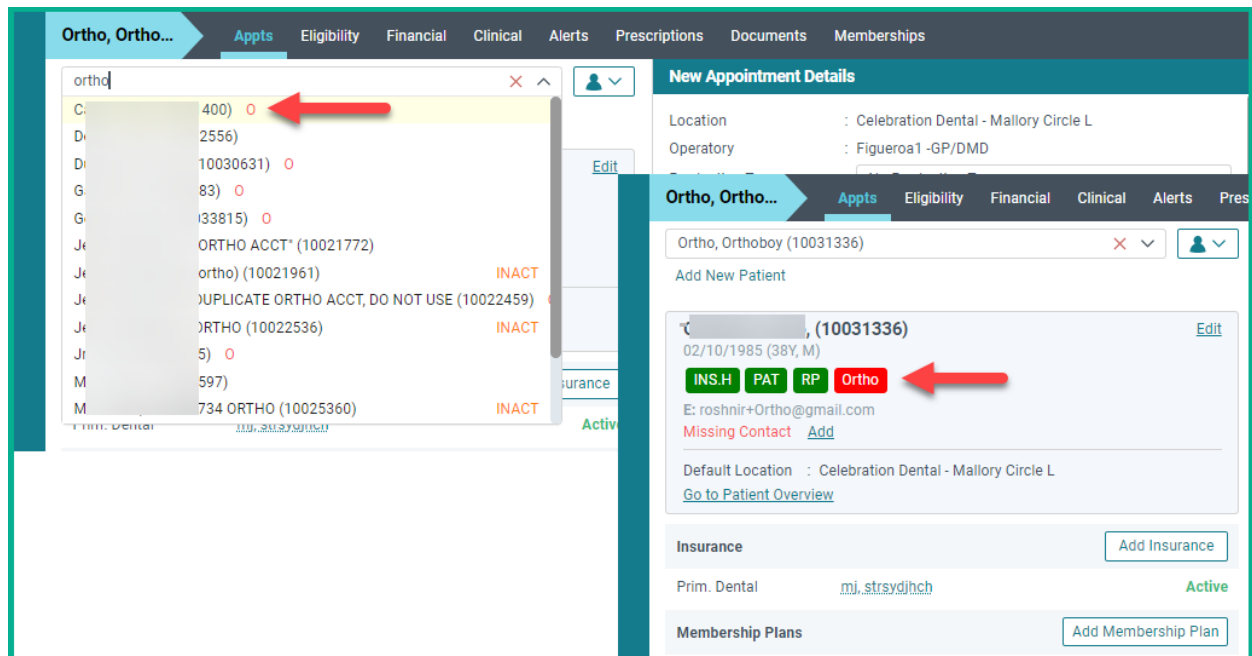 Ortho, Ortho... Appts Eligibility Financial Clinical Alerts Prescriptions Documents Memberships
ortho
400) O
2556)
10030631) O
83) O
033815) O
ORTHO ACCT* (10021772)
ortho) (10021961) INACT
DUPLICATE ORTHO ACCT, DO NOT USE (10022459)
ORTHO (10022536) INACT
5) O
597)
734 ORTHO (10025360) INACT
Edit
Prim. Dental mj, strsydjhch Active
New Appointment Details
Location : Celebration Dental - Mallory Circle L
Operatory : Figueroa1 -GP/DMD
Ortho, Ortho... Appts Eligibility Financial Clinical Alerts Pres
Ortho, Orthoboy (10031336)
Add New Patient
, (10031336) Edit
02/10/1985 (38Y, M)
INS.H PAT RP Ortho
E: roshnir+Ortho@gmail.com
Missing Contact Add
Default Location : Celebration Dental - Mallory Circle L
Go to Patient Overview
Insurance Add Insurance
Prim. Dental mj, strsydjhch Active
Membership Plans Add Membership Plan